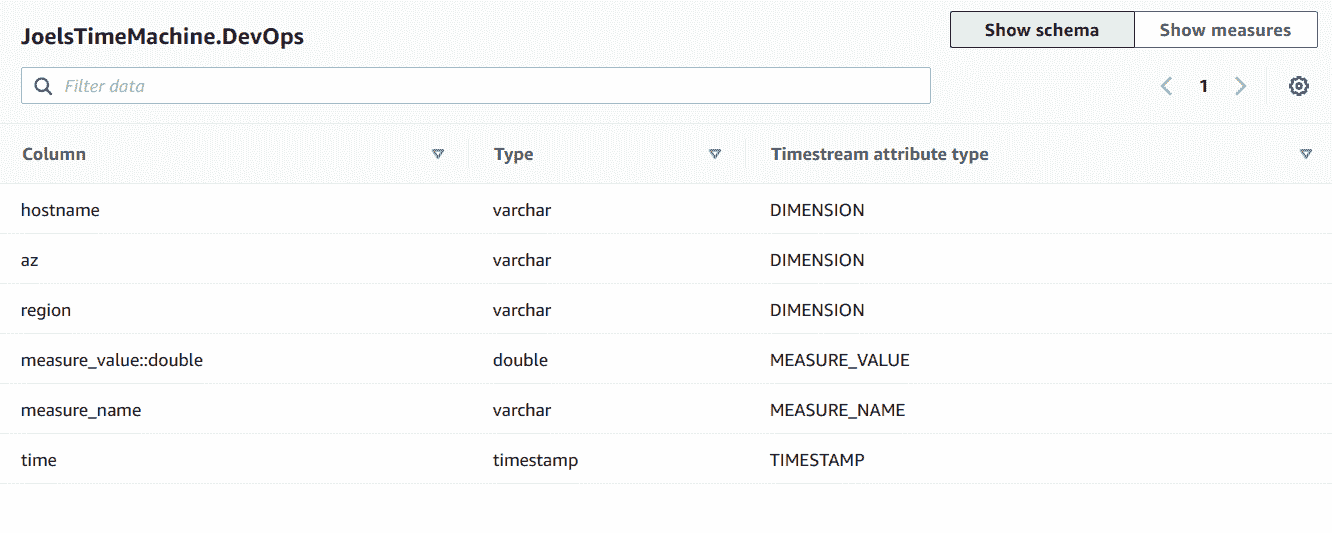 JoelsTimeMachine.DevOps
Show schema Show measures
Filter data
1
Column Type Timestream attribute type
hostname varchar DIMENSION
az varchar DIMENSION
region varchar DIMENSION
measure_value::double double MEASURE_VALUE
measure_name varchar MEASURE_NAME
time timestamp TIMESTAMP